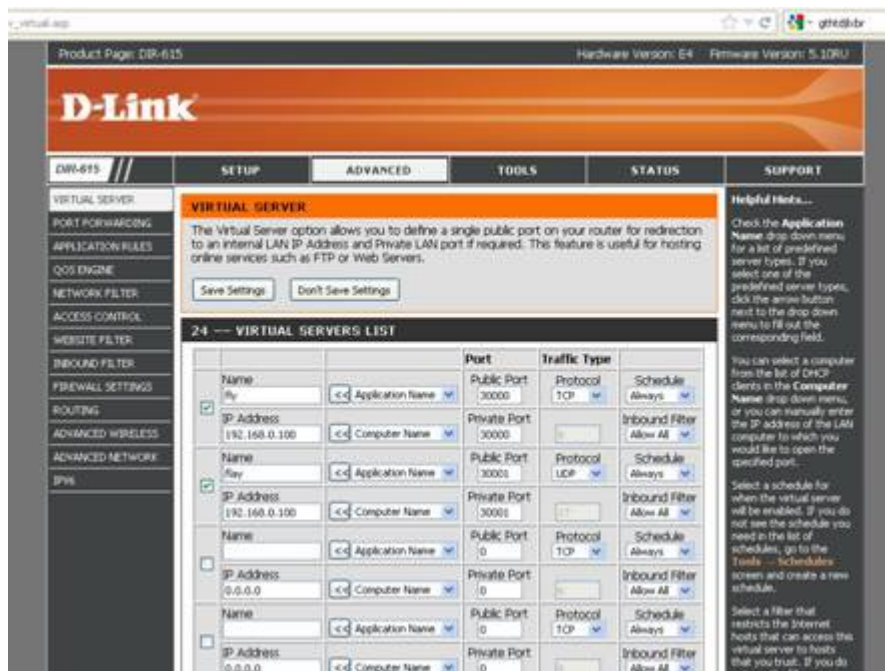 r_virtual.asp
Product Page: DIR-615 Hardware Version: E4 Firmware Version: 5.10RU
D-Link
DIR-615 SETUP ADVANCED TOOLS STATUS SUPPORT
VIRTUAL SERVER
PORT FORWARDING
APPLICATION RULES
QOS ENGINE
NETWORK FILTER
ACCESS CONTROL
WEBSITE FILTER
INBOUND FILTER
FIREWALL SETTINGS
ROUTING
ADVANCED WIRELESS
ADVANCED NETWORK
IPV6
VIRTUAL SERVER
The Virtual Server option allows you to define a single public port on your router for redirection
to an internal LAN IP Address and Private LAN port if required. This feature is useful for hosting
online services such as FTP or Web Servers.
Save Settings Don't Save Settings
24 -- VIRTUAL SERVERS LIST
Port Traffic Type
Name Public Port Protocol Schedule
fly << Application Name 30000 TCP Always
IP Address Private Port Inbound Filter
192.168.0.100 << Computer Name 30000 6 Allow All
Name Public Port Protocol Schedule
flay << Application Name 30001 UDP Always
IP Address Private Port Inbound Filter
192.168.0.100 << Computer Name 30001 17 Allow All
Name Public Port Protocol Schedule
<< Application Name 0 TCP Always
IP Address Private Port Inbound Filter
0.0.0.0 << Computer Name 0 6 Allow All
Name Public Port Protocol Schedule
<< Application Name 0 TCP Always
IP Address Private Port Inbound Filter
0.0.0.0 << Computer Name 0 Allow All
Helpful Hints...
Check the Application
Name drop down menu
for a list of predefined
server types. If you
select one of the
predefined server types,
click the arrow button
next to the drop down
menu to fill out the
corresponding field.
You can select a computer
from the list of DHCP
clients in the Computer
Name drop down menu,
or you can manually enter
the IP address of the LAN
computer to which you
would like to open the
specified port.
Select a schedule for
when the virtual server
will be enabled. If you do
not see the schedule you
need in the list of
schedules, go to the
Tools -- Schedules
screen and create a new
schedule.
Select a filter that
restricts the Internet
hosts that can access this
virtual server to hosts
that you trust. If you do